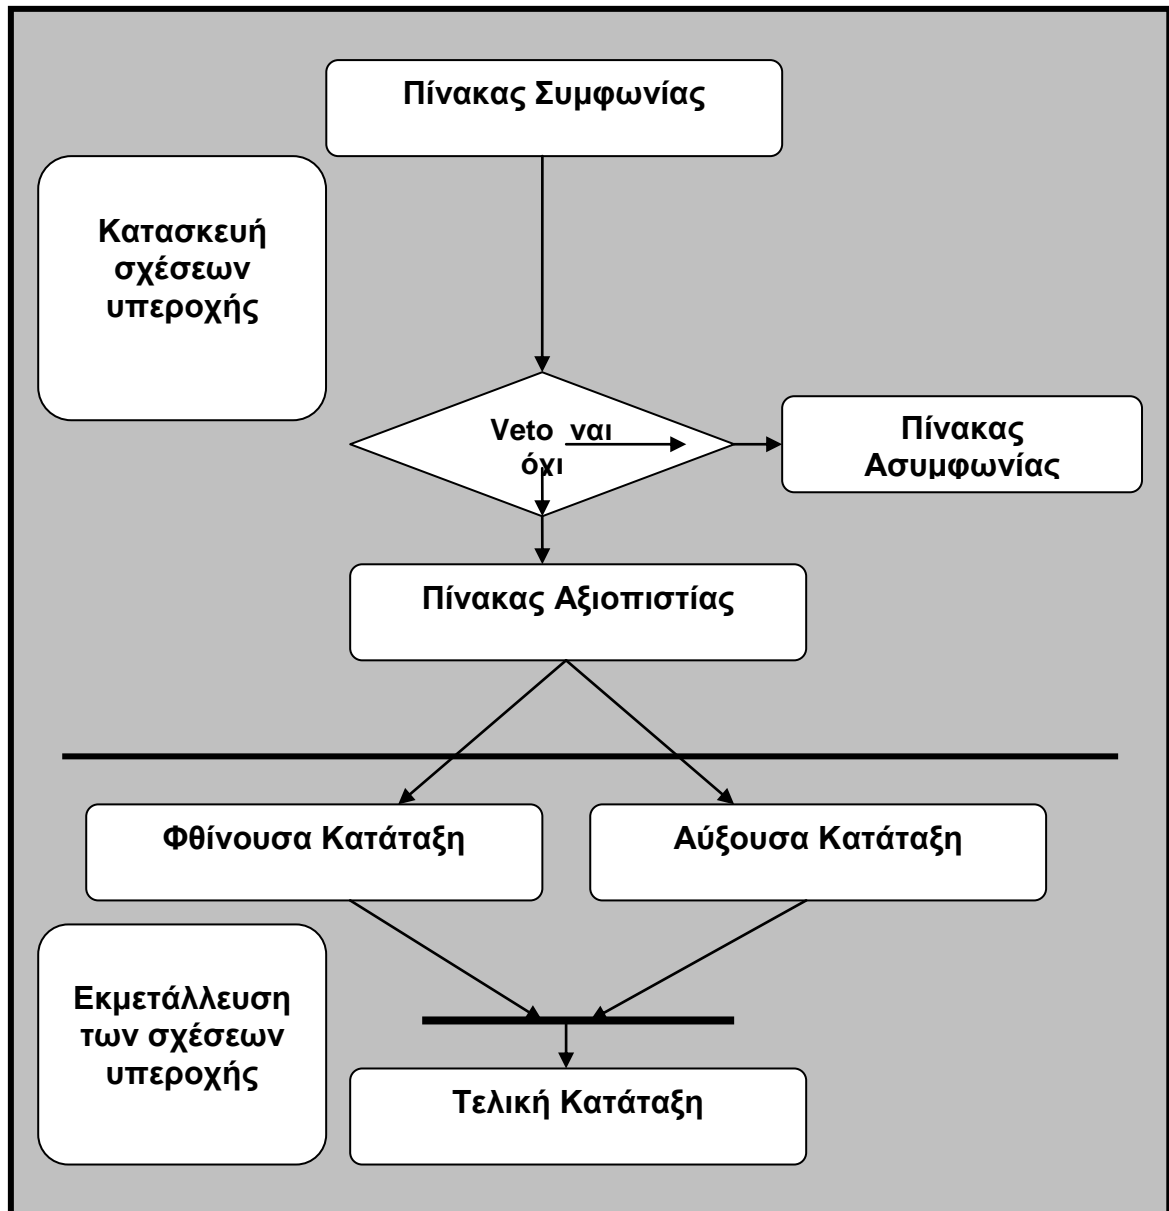 Πίνακας Συμφωνίας
Κατασκευή
σχέσεων
υπεροχής
Veto ναι
όχι
Πίνακας
Ασυμφωνίας
Πίνακας Αξιοπιστίας
Φθίνουσα Κατάταξη
Αύξουσα Κατάταξη
Εκμετάλλευση
των σχέσεων
υπεροχής
Τελική Κατάταξη